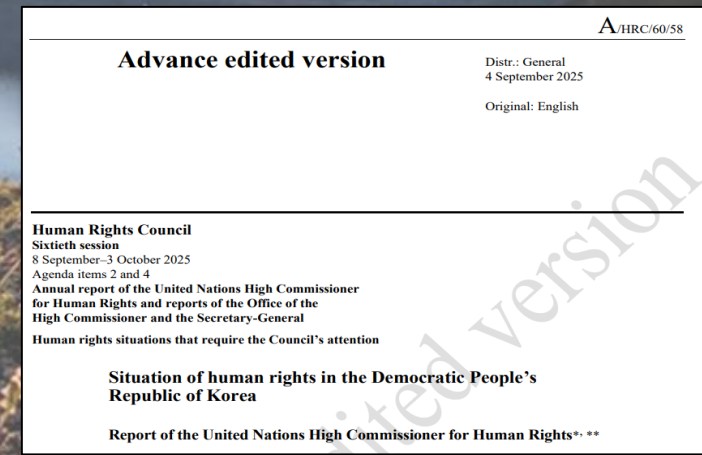 A/HRC/60/58
Advance edited version
Distr.: General
4 September 2025
Original: English
Human Rights Council
Sixtieth session
8 September–3 October 2025
Agenda items 2 and 4
Annual report of the United Nations High Commissioner
for Human Rights and reports of the Office of the
High Commissioner and the Secretary-General
Human rights situations that require the Council's attention
Situation of human rights in the Democratic People's
Republic of Korea
Report of the United Nations High Commissioner for Human Rights*, **
edited version